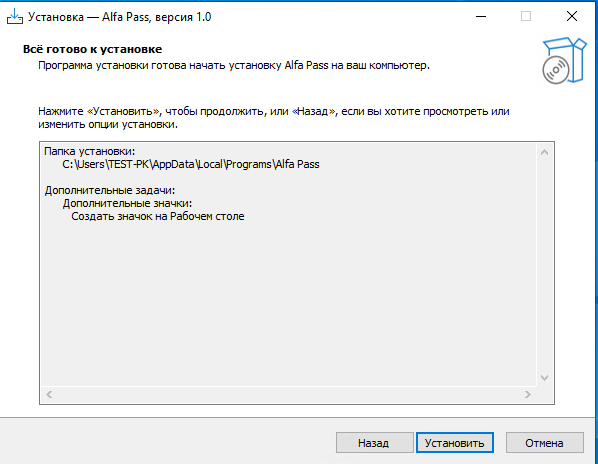 Установка — Alfa Pass, версия 1.0
Всё готово к установке
Программа установки готова начать установку Alfa Pass на ваш компьютер.
Нажмите «Установить», чтобы продолжить, или «Назад», если вы хотите просмотреть или
изменить опции установки.
Папка установки:
C:\Users\TEST-PK\AppData\Local\Programs\Alfa Pass
Дополнительные задачи:
Дополнительные значки:
Создать значок на Рабочем столе
Назад
Установить
Отмена